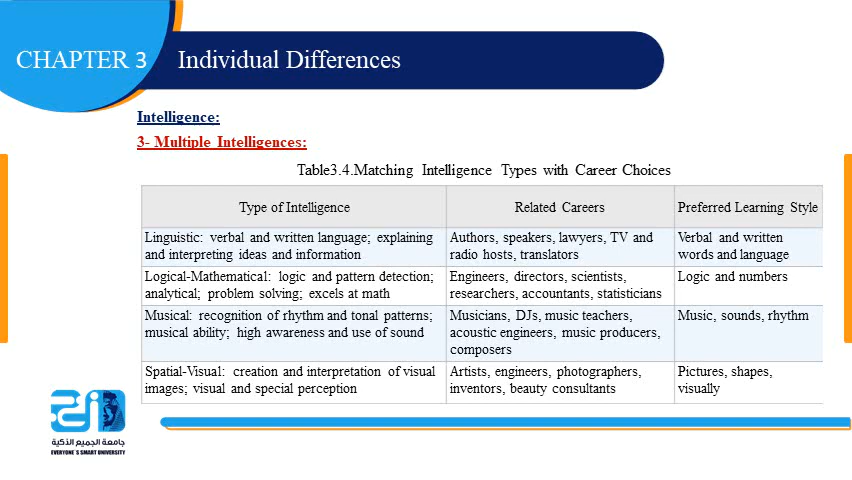 CHAPTER 3
Individual Differences
Intelligence:
3- Multiple Intelligences:
Table3.4.Matching Intelligence Types with Career Choices
Type of Intelligence
Related Careers
Preferred Learning Style
Linguistic: verbal and written language; explaining
and interpreting ideas and information
Authors, speakers, lawyers, TV and
radio hosts, translators
Verbal and written
words and language
Logical-Mathematical: logic and pattern detection;
analytical; problem solving; excels at math
Engineers, directors, scientists,
researchers, accountants, statisticians
Logic and numbers
Musical: recognition of rhythm and tonal patterns;
musical ability; high awareness and use of sound
Musicians, DJs, music teachers,
acoustic engineers, music producers,
composers
Music, sounds, rhythm
Spatial-Visual: creation and interpretation of visual
images; visual and special perception
Artists, engineers, photographers,
inventors, beauty consultants
Pictures, shapes,
visually
جامعة الجميع الذكية
EVERYONE`S SMART UNIVERSITY